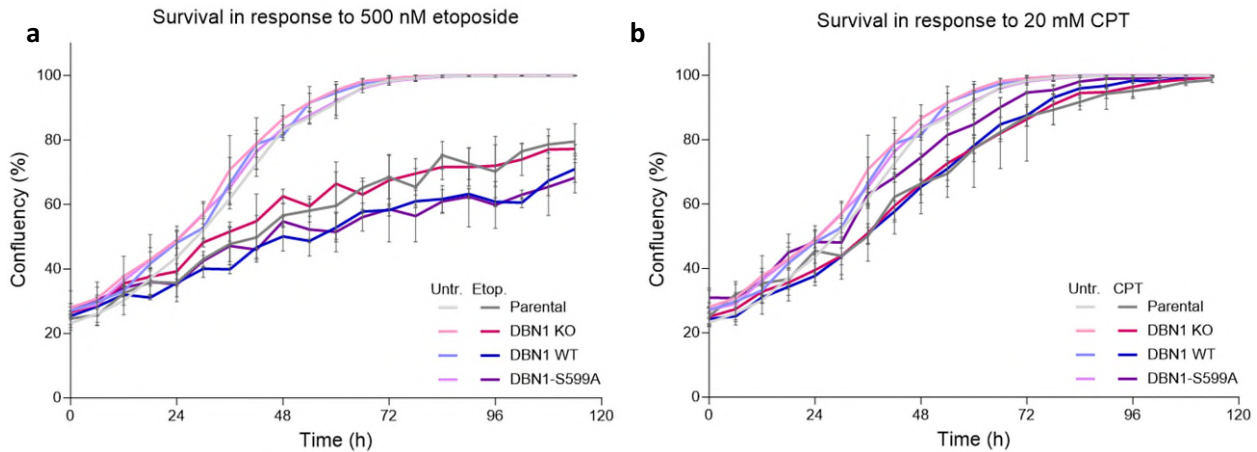 a
Survival in response to 500 nM etoposide
Confluency (%)
100
80
60
40
20
0
0 24 48 72 96 120
Time (h)
Untr. Etop.
Parental
DBN1 KO
DBN1 WT
DBN1-S599A
b
Survival in response to 20 mM CPT
Confluency (%)
100
80
60
40
20
0
0 24 48 72 96 120
Time (h)
Untr. CPT
Parental
DBN1 KO
DBN1 WT
DBN1-S599A